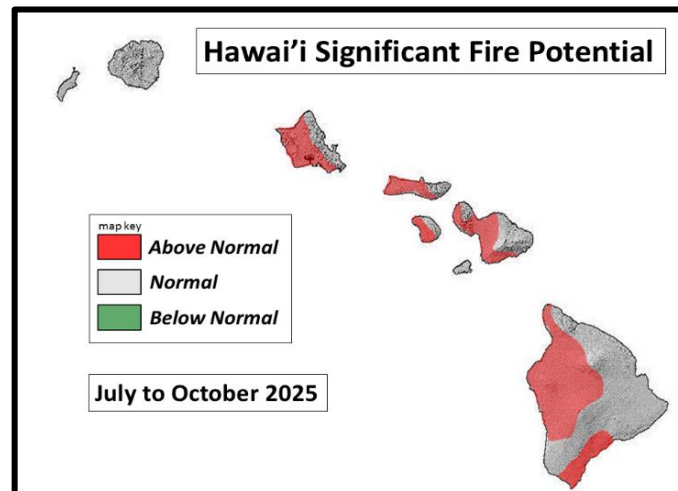 Hawai’i Significant Fire Potential
map key
Above Normal
Normal
Below Normal
July to October 2025